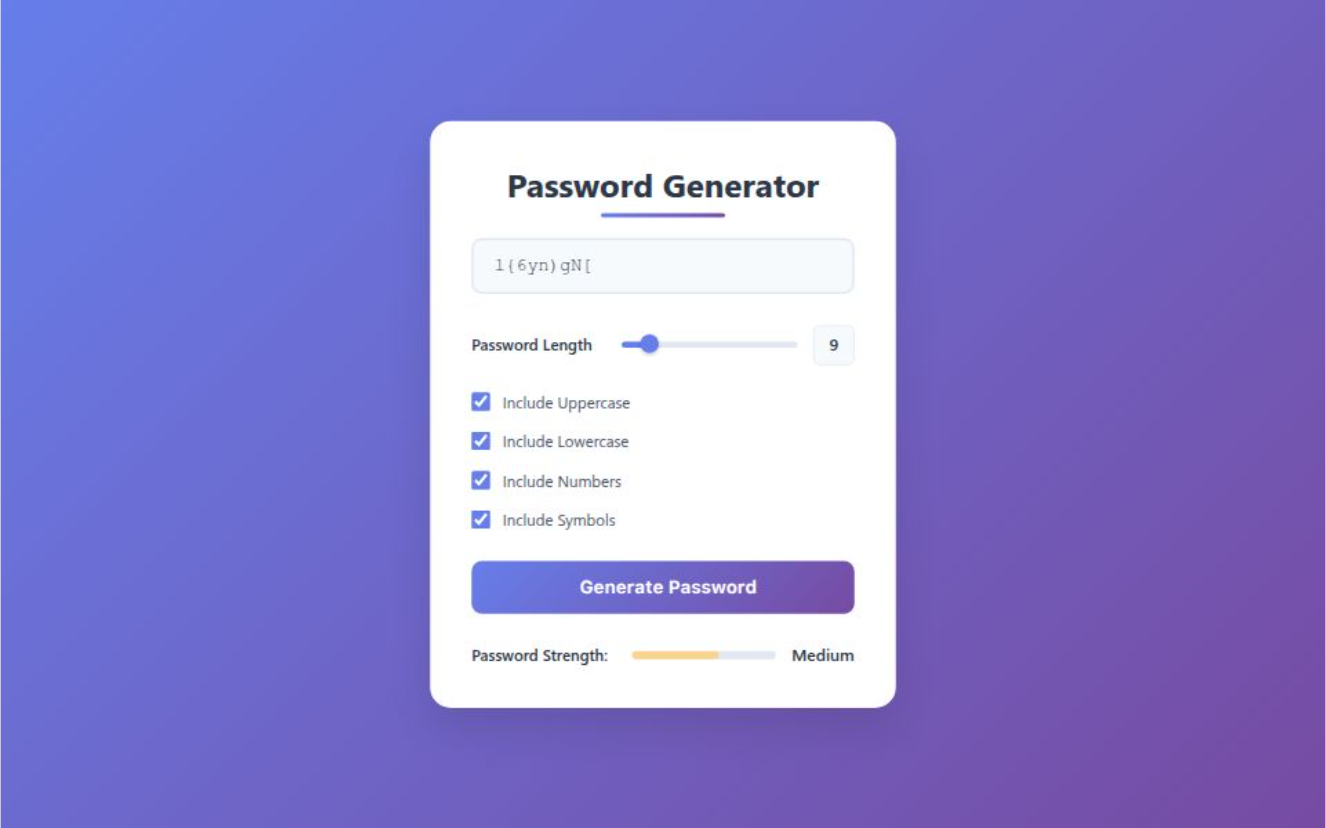 Password Generator
l{6yn)gN[
Password Length 9
Include Uppercase
Include Lowercase
Include Numbers
Include Symbols
Generate Password
Password Strength: Medium